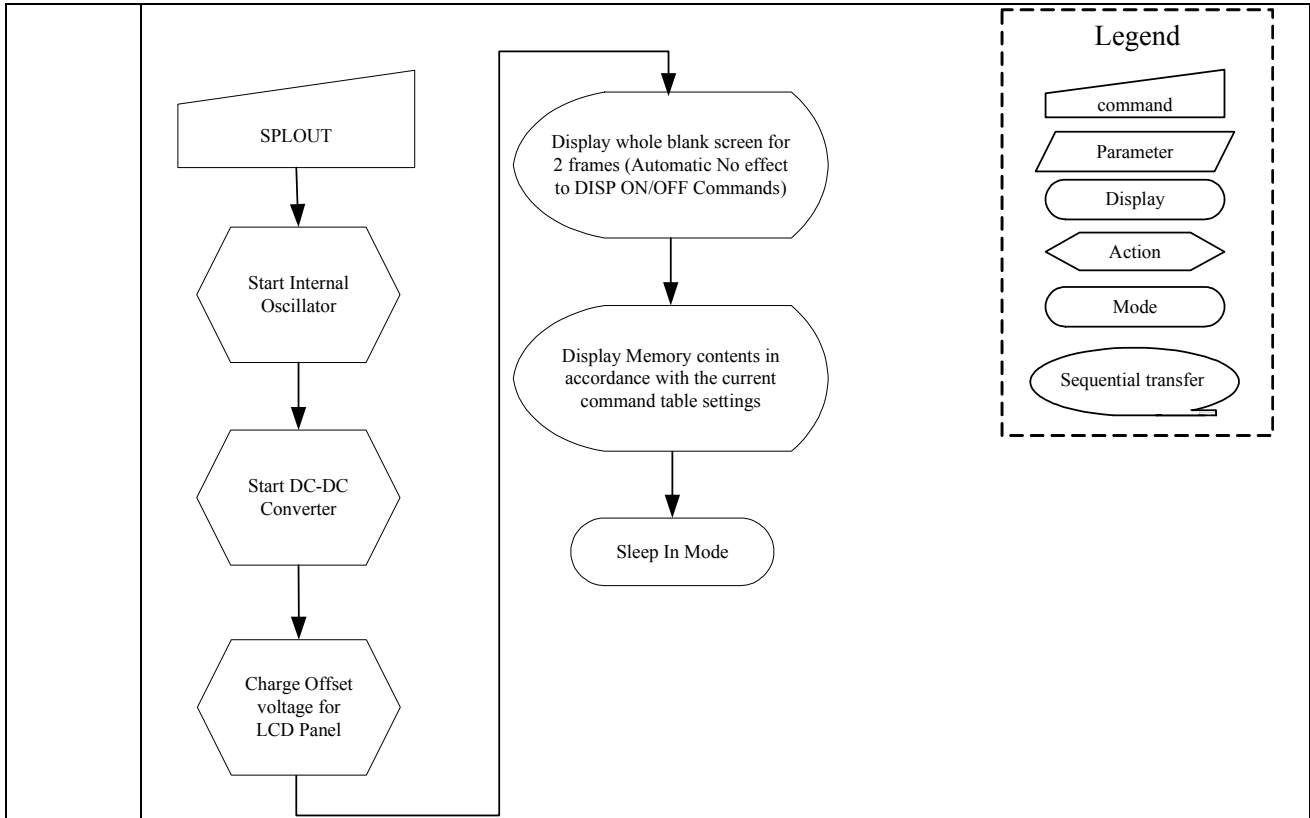 SPLOUT
Start Internal
Oscillator
Start DC-DC
Converter
Charge Offset
voltage for
LCD Panel
Display whole blank screen for
2 frames (Automatic No effect
to DISP ON/OFF Commands)
Display Memory contents in
accordance with the current
command table settings
Sleep In Mode
Legend
command
Parameter
Display
Action
Mode
Sequential transfer